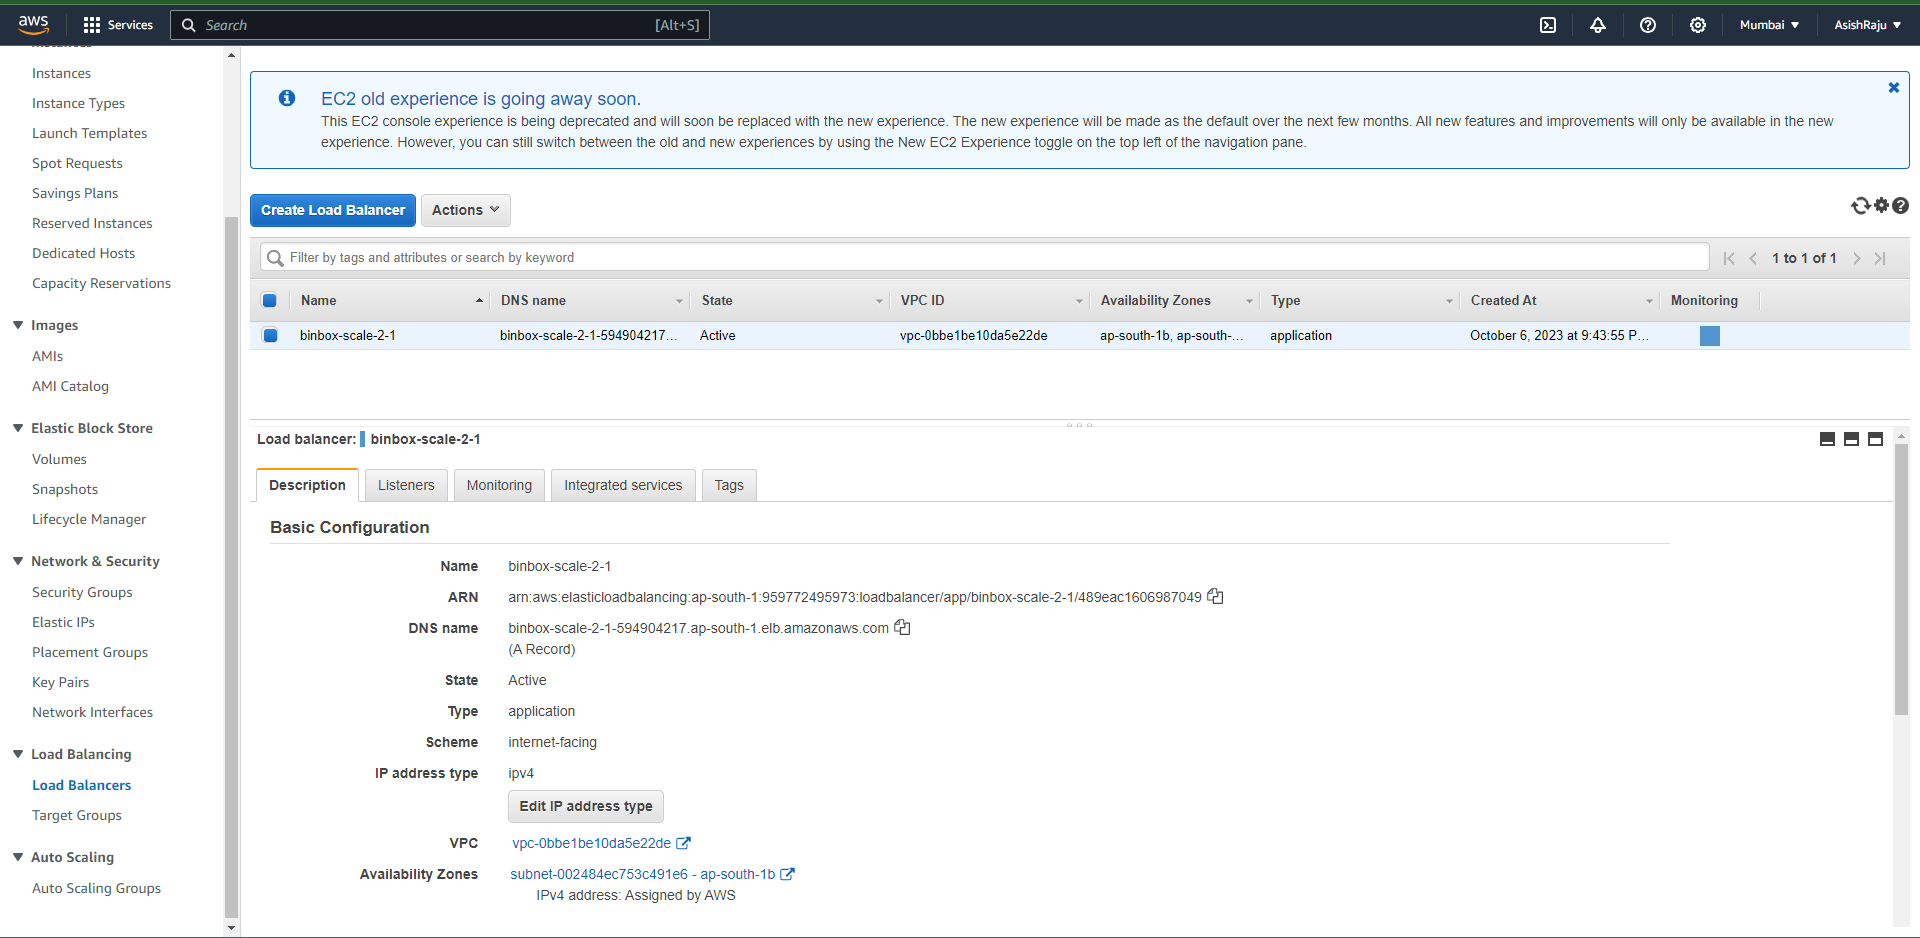 aws
Services
Search
[Alt+S]
Mumbai
AsishRaju
Instances
Instances
Instance Types
Launch Templates
Spot Requests
Savings Plans
Reserved Instances
Dedicated Hosts
Capacity Reservations
Images
AMIs
AMI Catalog
Elastic Block Store
Volumes
Snapshots
Lifecycle Manager
Network & Security
Security Groups
Elastic IPs
Placement Groups
Key Pairs
Network Interfaces
Load Balancing
Load Balancers
Target Groups
Auto Scaling
Auto Scaling Groups
EC2 old experience is going away soon.
This EC2 console experience is being deprecated and will soon be replaced with the new experience. The new experience will be made as the default over the next few months. All new features and improvements will only be available in the new
experience. However, you can still switch between the old and new experiences by using the New EC2 Experience toggle on the top left of the navigation pane.
Create Load Balancer
Actions
Filter by tags and attributes or search by keyword
1 to 1 of 1
Name DNS name State VPC ID Availability Zones Type Created At Monitoring
binbox-scale-2-1 binbox-scale-2-1-594904217... Active vpc-0bbe1be10da5e22de ap-south-1b, ap-south-... application October 6, 2023 at 9:43:55 P...
Load balancer: binbox-scale-2-1
Description Listeners Monitoring Integrated services Tags
Basic Configuration
Name binbox-scale-2-1
ARN arn:aws:elasticloadbalancing:ap-south-1:959772495973:loadbalancer/app/binbox-scale-2-1/489eac1606987049
DNS name binbox-scale-2-1-594904217.ap-south-1.elb.amazonaws.com
(A Record)
State Active
Type application
Scheme internet-facing
IP address type ipv4
Edit IP address type
VPC vpc-0bbe1be10da5e22de
Availability Zones subnet-002484ec753c491e6 - ap-south-1b
IPv4 address: Assigned by AWS